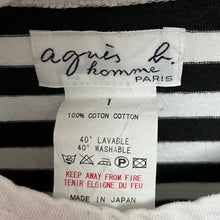 agnès b.
homme
PARIS
1
100% COTON COTTON
40° LAVABLE
40° WASHABLE
KEEP AWAY FROM FIRE
TENIR ELOIGNE DU FEU
MADE IN JAPAN